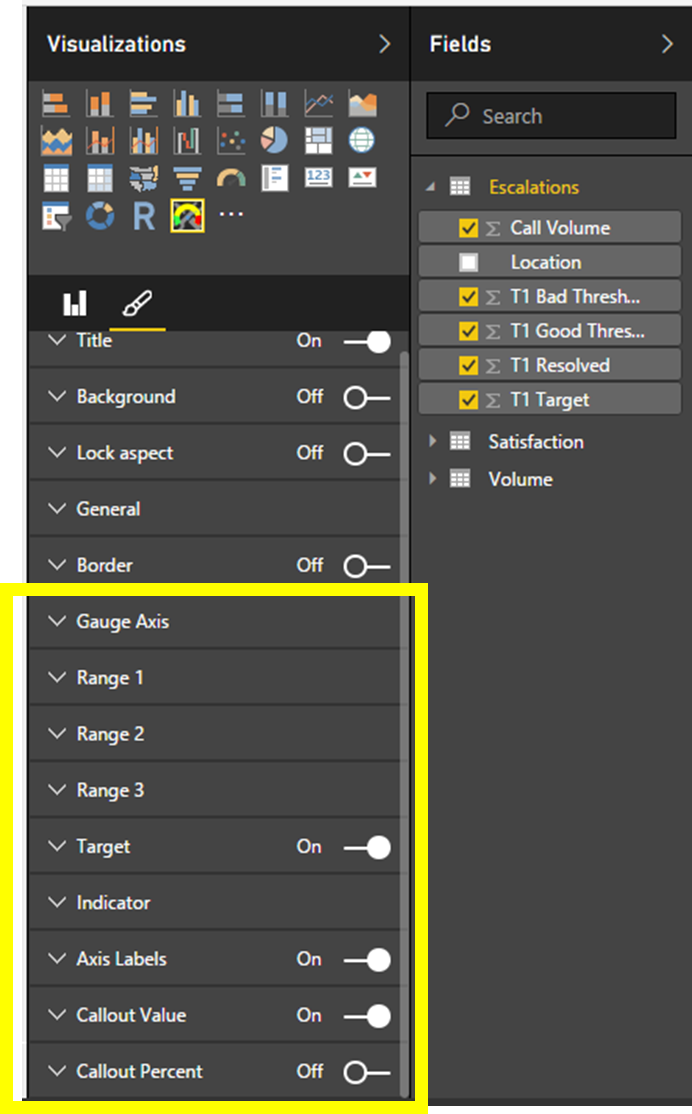 Visualizations
123
R
...
Title On
Background Off
Lock aspect Off
General
Border Off
Gauge Axis
Range 1
Range 2
Range 3
Target On
Indicator
Axis Labels On
Callout Value On
Callout Percent Off
Fields
Search
Escalations
Σ Call Volume
Location
Σ T1 Bad Thresh...
Σ T1 Good Thres...
Σ T1 Resolved
Σ T1 Target
Satisfaction
Volume